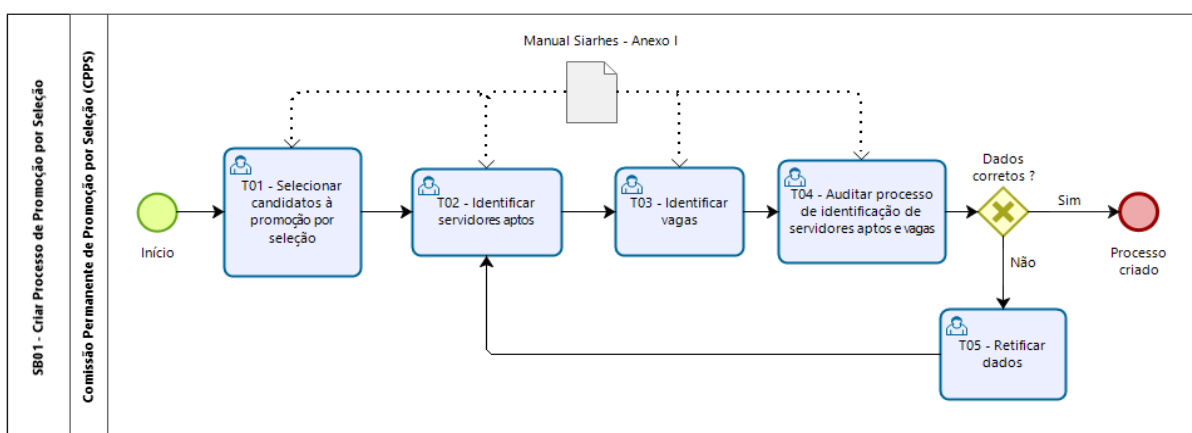 SB01 - Criar Processo de Promoção por Seleção
Comissão Permanente de Promoção por Seleção (CPPS)
Manual Siarhes - Anexo I
Início
T01 - Selecionar
candidatos à
promoção por
seleção
T02 - Identificar
servidores aptos
T03 - Identificar
vagas
T04 - Auditar processo
de identificação de
servidores aptos e vagas
Dados
corretos ?
Sim
Processo
criado
Não
T05 - Retificar
dados